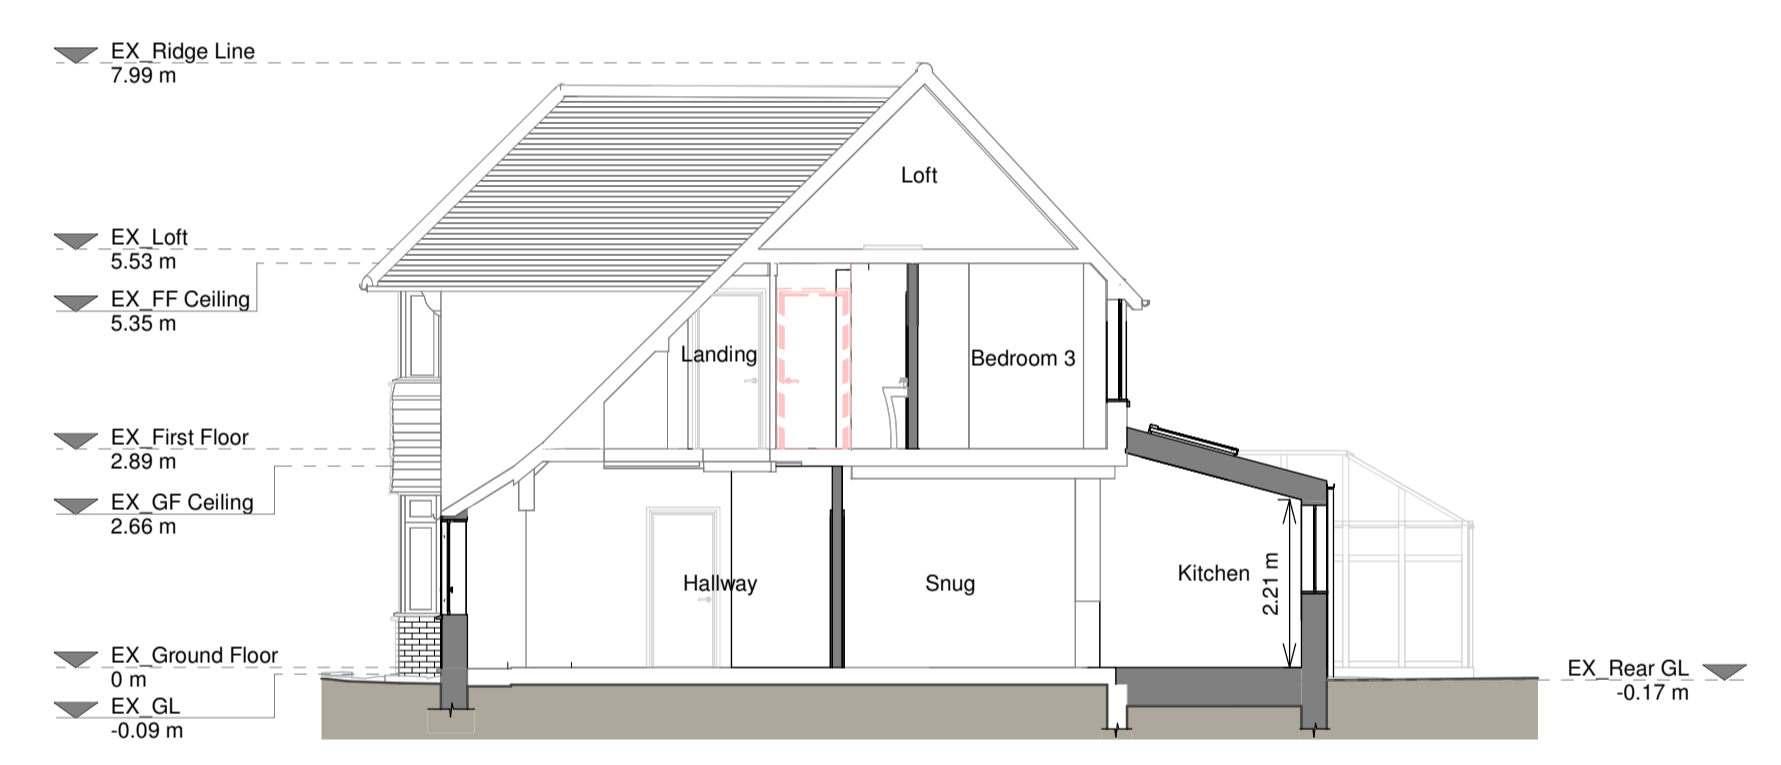 EX_Ridge Line
7.99 m
Loft
EX_Loft
5.53 m
EX_FF Ceiling
5.35 m
Landing
Bedroom 3
EX_First Floor
2.89 m
EX_GF Ceiling
2.66 m
Hallway
Snug
Kitchen
2.21 m
EX_Ground Floor
0 m
EX_GL
-0.09 m
EX_Rear GL
-0.17 m